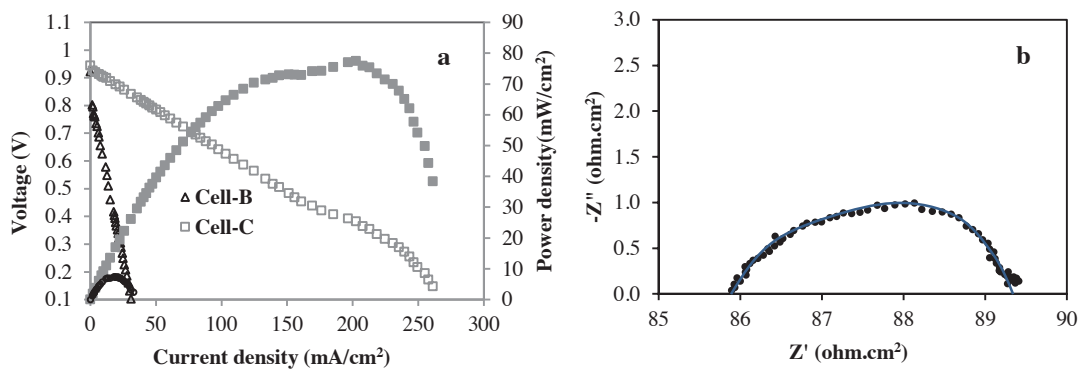 a
Voltage (V)
1.1
1
0.9
0.8
0.7
0.6
0.5
0.4
0.3
0.2
0.1
Cell-B
Cell-C
90
80
70
60
50
40
30
20
10
0
Power density(mW/cm²)
0 50 100 150 200 250 300
Current density (mA/cm²)
b
-Z'' (ohm.cm²)
3.0
2.5
2.0
1.5
1.0
0.5
0.0
85 86 87 88 89 90
Z' (ohm.cm²)